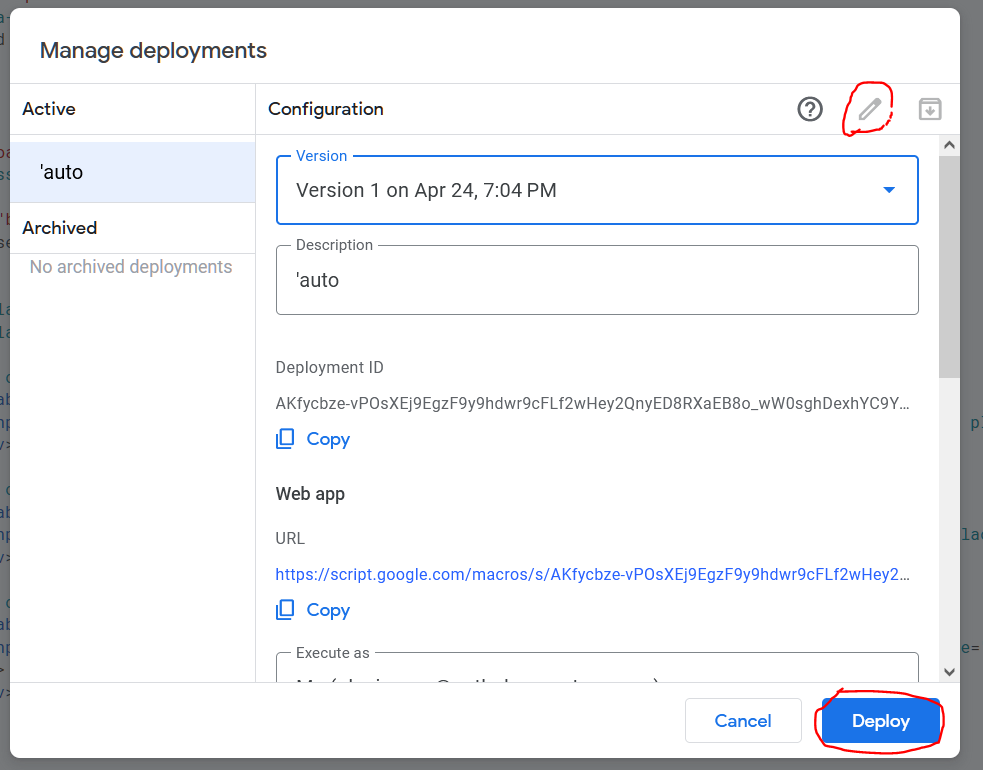 Manage deployments
Active
Configuration
'auto
Archived
No archived deployments
Version
Version 1 on Apr 24, 7:04 PM
Description
'auto
Deployment ID
AKfycbze-vPOsXEj9EgzF9y9hdwr9cFLf2wHey2QnyED8RXaEB8o_wW0sghDexhYC9Y...
Copy
Web app
URL
https://script.google.com/macros/s/AKfycbze-vPOsXEj9EgzF9y9hdwr9cFLf2wHey2...
Copy
Execute as
Cancel
Deploy